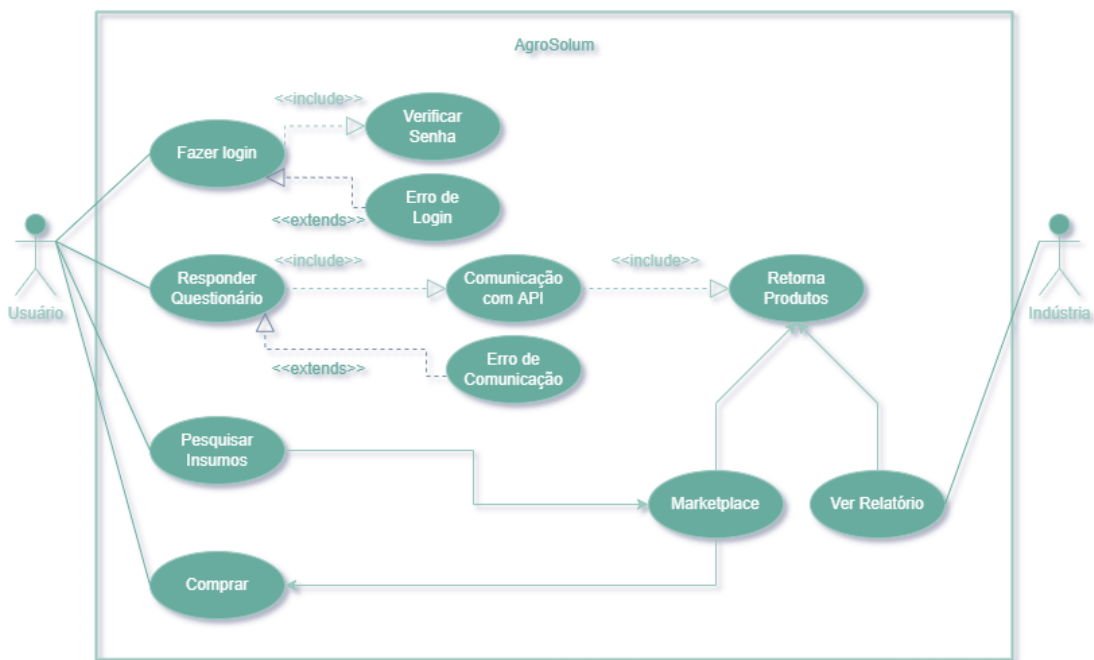 AgroSolum
<<include>>
Verificar
Senha
Fazer login
Erro de
Login
<<extends>>
Usuário
Responder
Questionário
<<include>>
Comunicação
com API
<<include>>
Retorna
Produtos
Indústria
<<extends>>
Erro de
Comunicação
Pesquisar
Insumos
Marketplace
Ver Relatório
Comprar